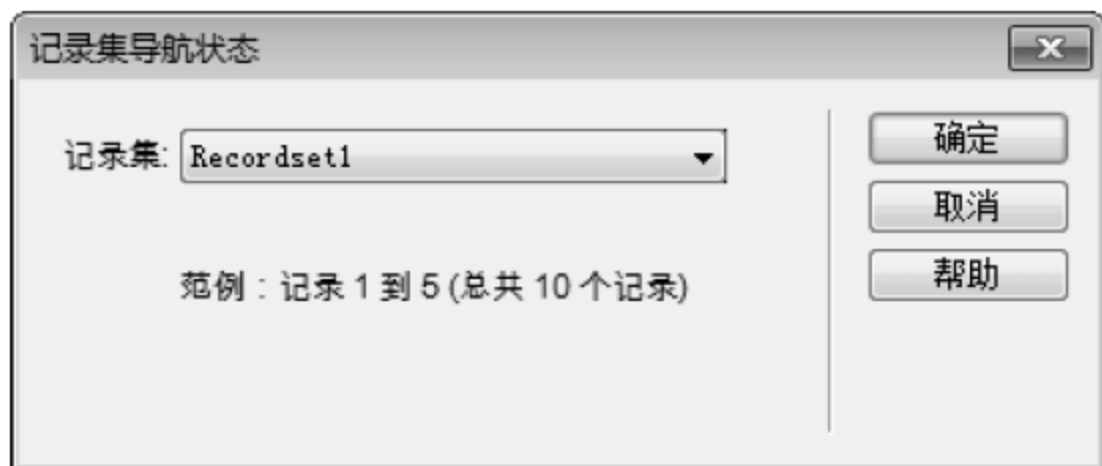 记录集导航状态
记录集: Recordset1
确定
取消
帮助
范例：记录 1 到 5 (总共 10 个记录)